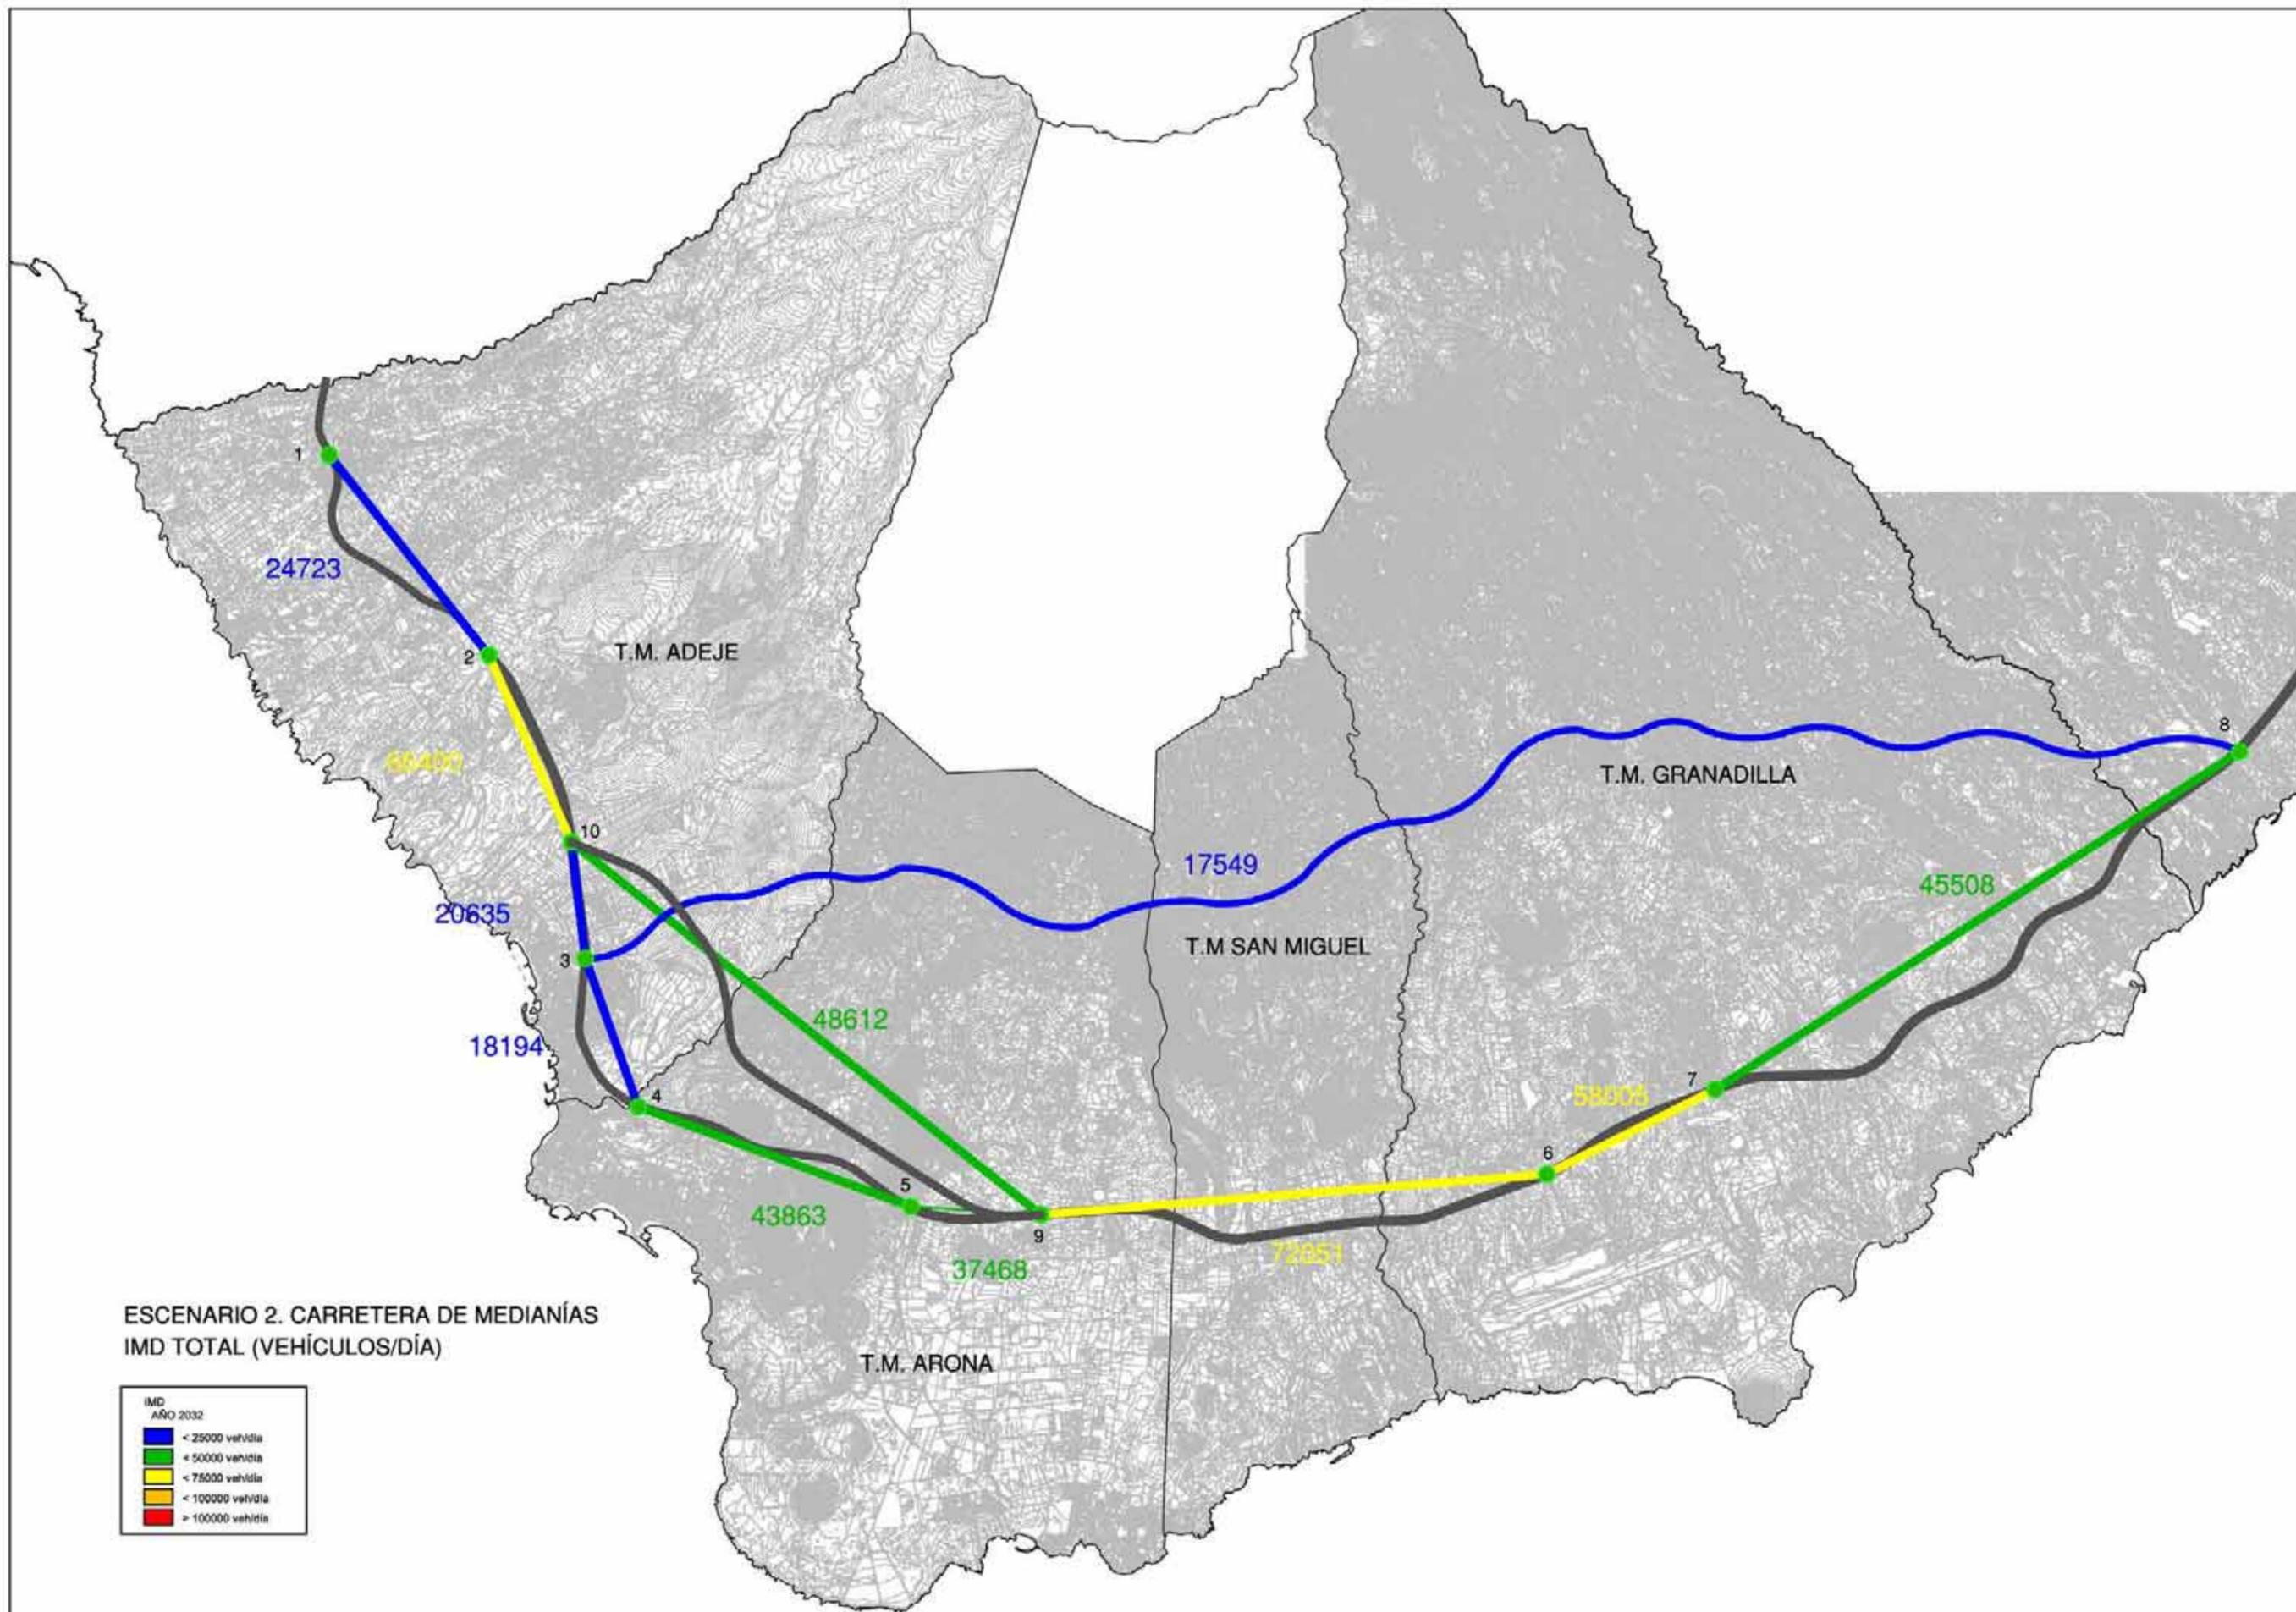 1
24723
2
T.M. ADEJE
8
T.M. GRANADILLA
10
17549
45508
20635
T.M SAN MIGUEL
3
48612
18194
7
58005
4
6
5
43863
9
72051
37468
ESCENARIO 2. CARRETERA DE MEDIANÍAS
IMD TOTAL (VEHÍCULOS/DÍA)
T.M. ARONA
IMD
AÑO 2032
< 25000 veh/día
< 50000 veh/día
< 75000 veh/día
< 100000 veh/día
> 100000 veh/día